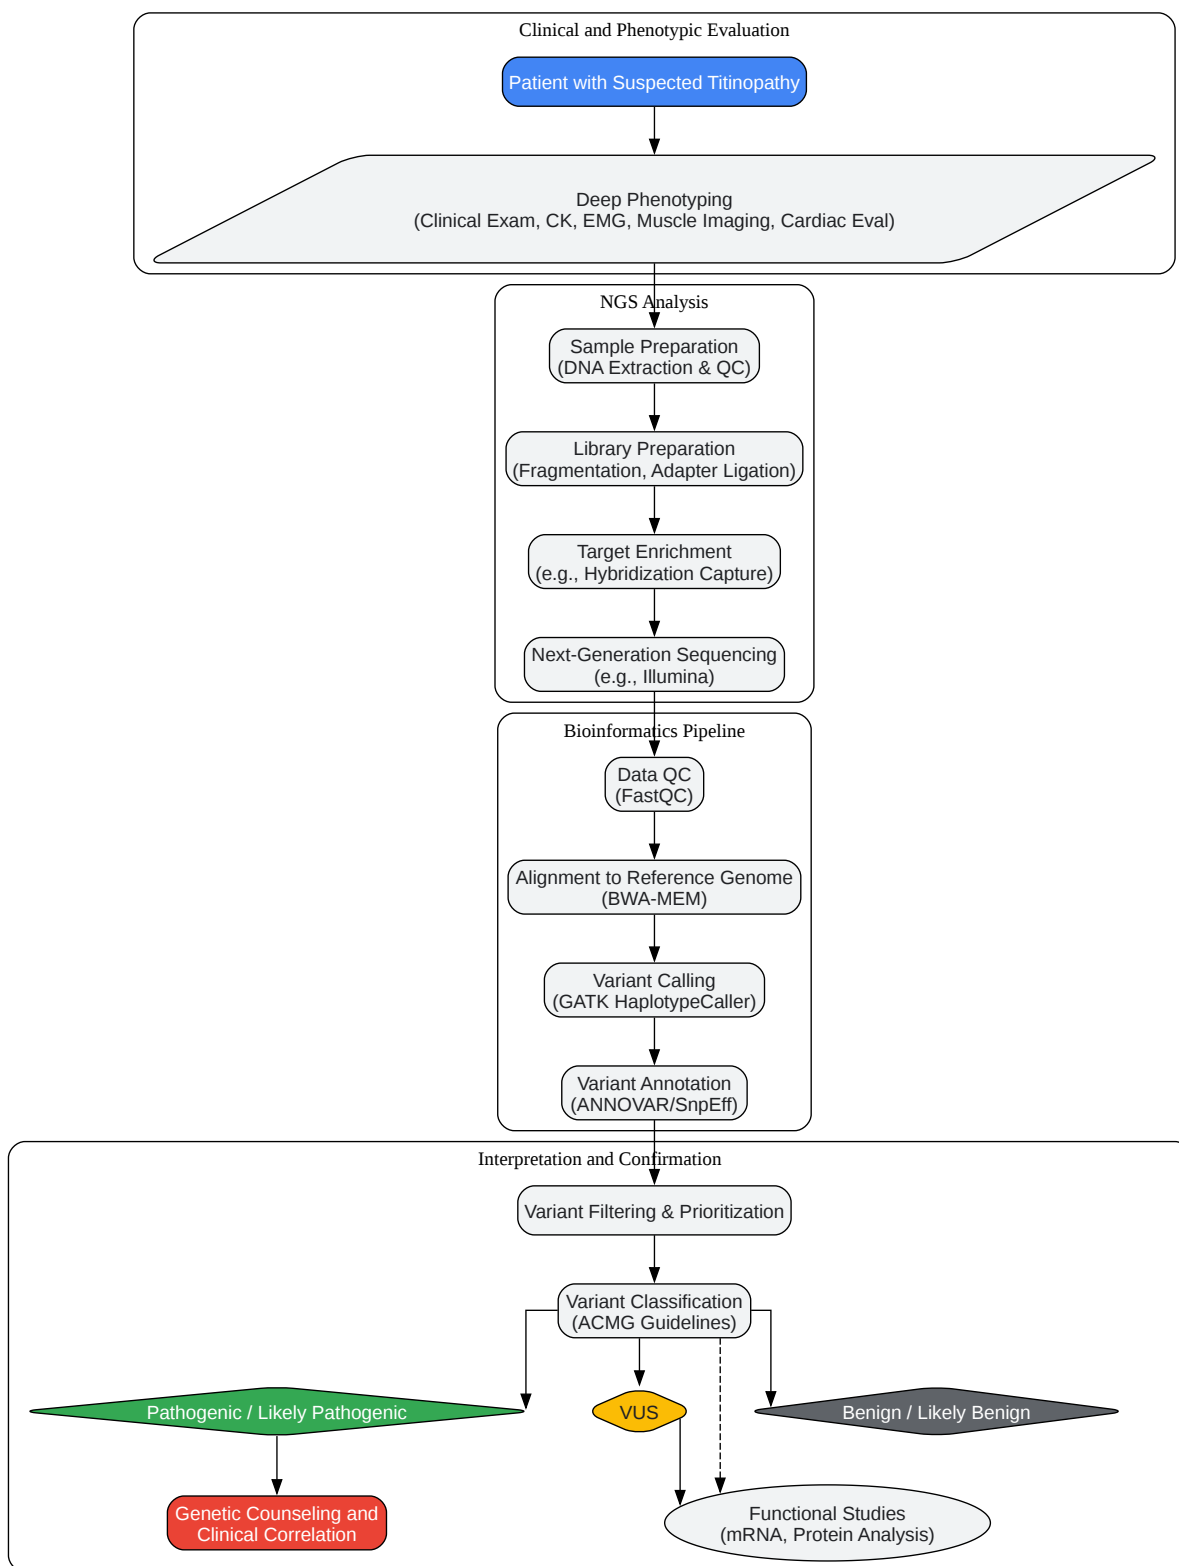 Clinical and Phenotypic Evaluation
Patient with Suspected Titinopathy
Deep Phenotyping
(Clinical Exam, CK, EMG, Muscle Imaging, Cardiac Eval)
NGS Analysis
Sample Preparation
(DNA Extraction & QC)
Library Preparation
(Fragmentation, Adapter Ligation)
Target Enrichment
(e.g., Hybridization Capture)
Next-Generation Sequencing
(e.g., Illumina)
Bioinformatics Pipeline
Data QC
(FastQC)
Alignment to Reference Genome
(BWA-MEM)
Variant Calling
(GATK HaplotypeCaller)
Variant Annotation
(ANNOVAR/SnpEff)
Interpretation and Confirmation
Variant Filtering & Prioritization
Variant Classification
(ACMG Guidelines)
Pathogenic / Likely Pathogenic
VUS
Benign / Likely Benign
Genetic Counseling and
Clinical Correlation
Functional Studies
(mRNA, Protein Analysis)